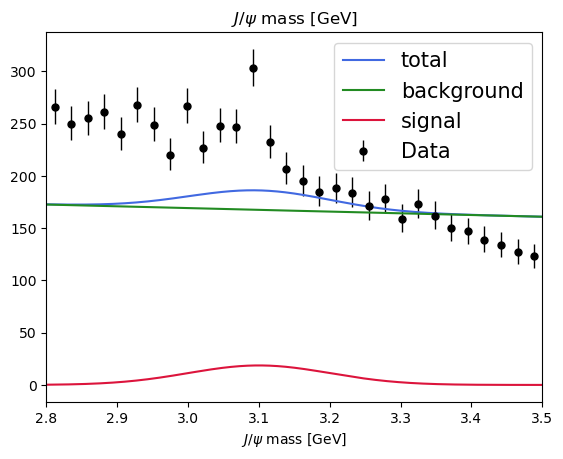 J/ψ mass [GeV]
total
background
signal
Data
300
250
200
150
100
50
0
2.8 2.9 3.0 3.1 3.2 3.3 3.4 3.5
J/ψ mass [GeV]